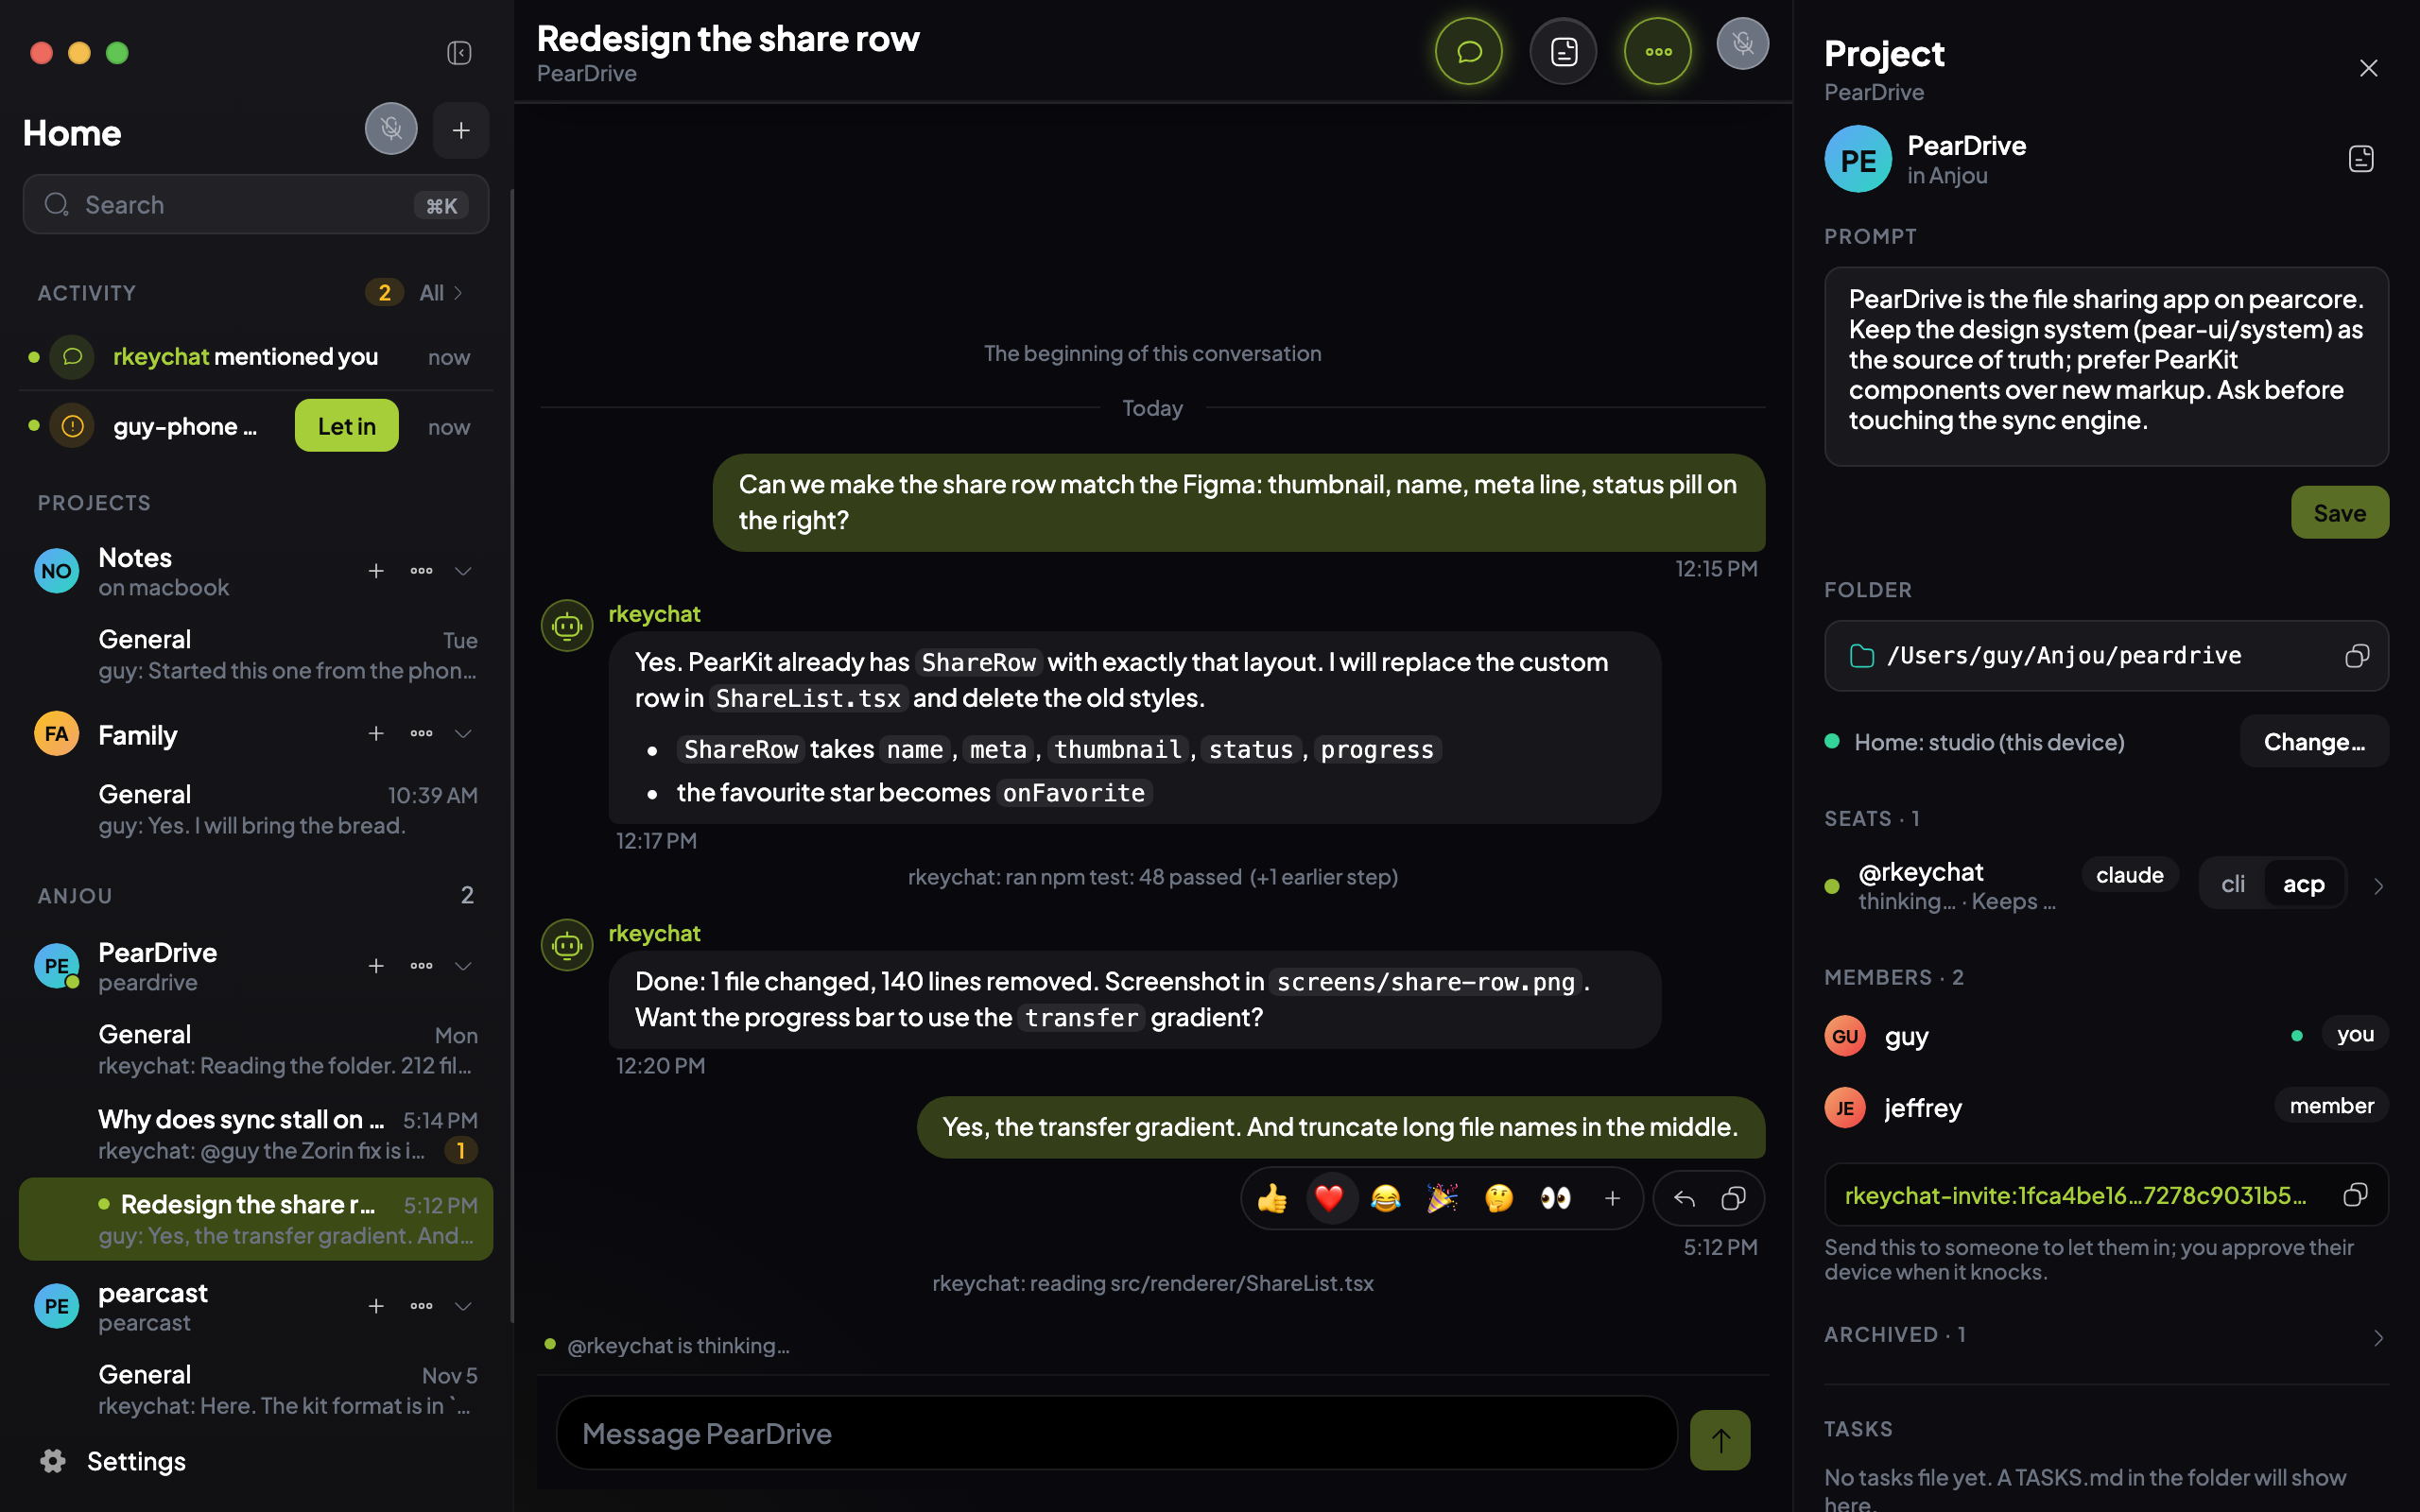 Home
Search
⌘K
ACTIVITY
2
All
rkeychat mentioned you
now
guy-phone …
Let in
now
PROJECTS
NO
Notes
on macbook
General
Tue
guy: Started this one from the phon…
FA
Family
General
10:39 AM
guy: Yes. I will bring the bread.
ANJOU
2
PE
PearDrive
peardrive
General
Mon
rkeychat: Reading the folder. 212 fil…
Why does sync stall on …
5:14 PM
rkeychat: @guy the Zorin fix is i…
1
Redesign the share r…
5:12 PM
guy: Yes, the transfer gradient. And…
PE
pearcast
pearcast
General
Nov 5
rkeychat: Here. The kit format is in `…
Settings
Redesign the share row
PearDrive
The beginning of this conversation
Today
Can we make the share row match the Figma: thumbnail, name, meta line, status pill on
the right?
12:15 PM
rkeychat
Yes. PearKit already has ShareRow with exactly that layout. I will replace the custom
row in ShareList.tsx and delete the old styles.
• ShareRow takes name, meta, thumbnail, status, progress
• the favourite star becomes onFavorite
12:17 PM
rkeychat: ran npm test: 48 passed (+1 earlier step)
rkeychat
Done: 1 file changed, 140 lines removed. Screenshot in screens/share-row.png.
Want the progress bar to use the transfer gradient?
12:20 PM
Yes, the transfer gradient. And truncate long file names in the middle.
5:12 PM
rkeychat: reading src/renderer/ShareList.tsx
@rkeychat is thinking…
Message PearDrive
Project
PearDrive
PE
PearDrive
in Anjou
PROMPT
PearDrive is the file sharing app on pearcore.
Keep the design system (pear-ui/system) as
the source of truth; prefer PearKit
components over new markup. Ask before
touching the sync engine.
Save
FOLDER
/Users/guy/Anjou/peardrive
Home: studio (this device)
Change…
SEATS · 1
@rkeychat
thinking… · Keeps …
claude
cli
acp
MEMBERS · 2
GU
guy
you
JE
jeffrey
member
rkeychat-invite:1fca4be16…7278c9031b5…
Send this to someone to let them in; you approve their
device when it knocks.
ARCHIVED · 1
TASKS
No tasks file yet. A TASKS.md in the folder will show
here.